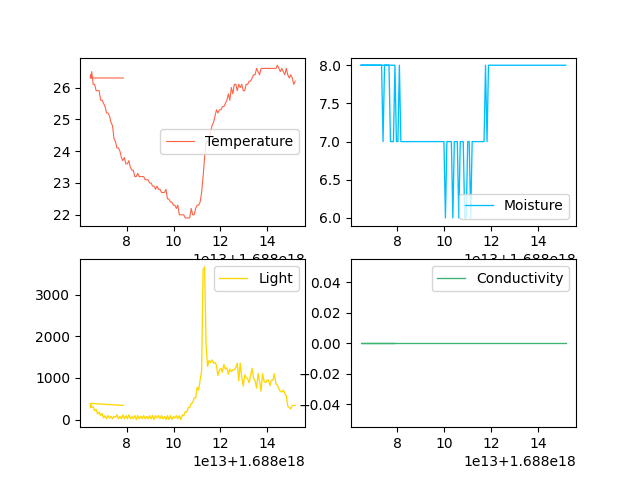 26
25
24
23
22
Temperature
8 10 12 14
1e13+1.688e18
8.0
7.5
7.0
6.5
6.0
Moisture
8 10 12 14
1e13+1.688e18
3000
2000
1000
0
Light
8 10 12 14
1e13+1.688e18
0.04
0.02
0.00
−0.02
−0.04
Conductivity
8 10 12 14
1e13+1.688e18